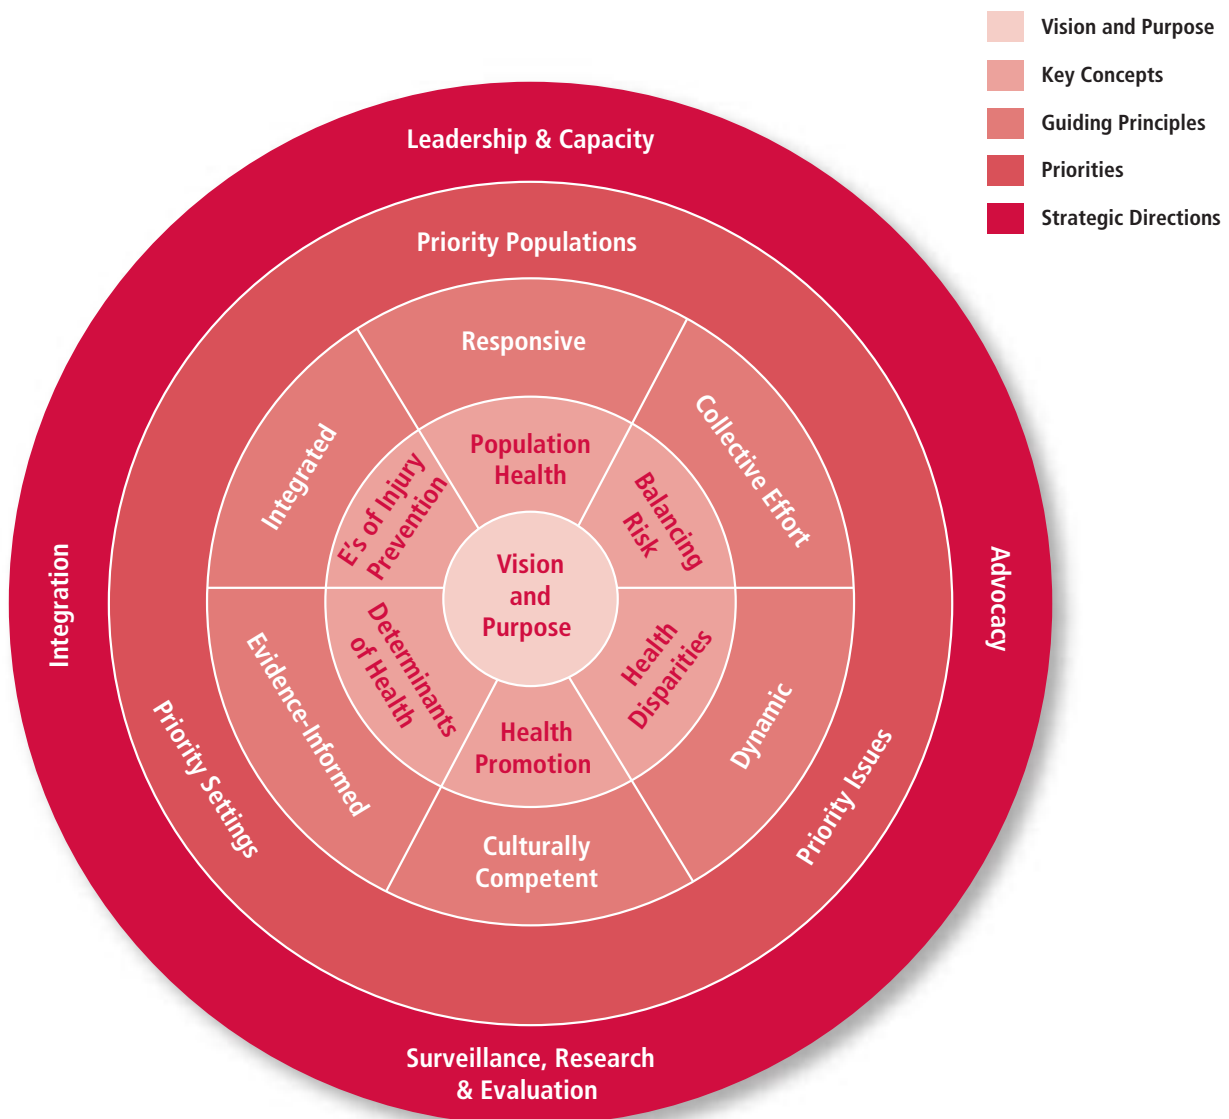 Vision and Purpose
Key Concepts
Guiding Principles
Priorities
Strategic Directions
Leadership & Capacity
Priority Populations
Responsive
Integrated
Collective Effort
Population
Health
E's of Injury
Prevention
Balancing
Risk
Vision
and
Purpose
Integration
Advocacy
Determinants
of Health
Health
Disparities
Evidence-Informed
Dynamic
Health
Promotion
Priority Settings
Priority Issues
Culturally
Competent
Surveillance, Research
& Evaluation